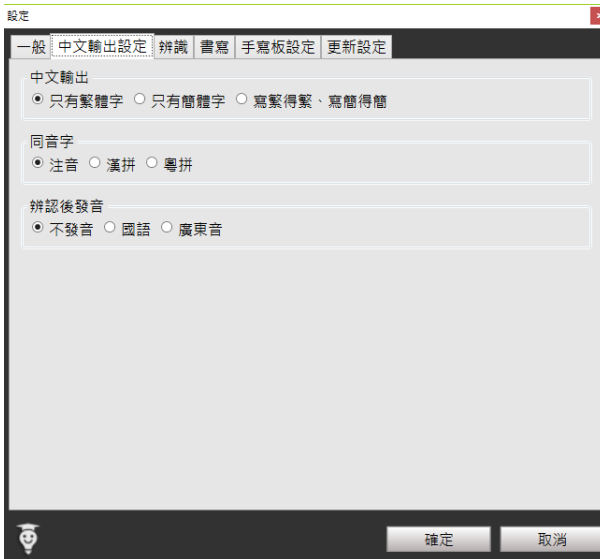 設定
一般 中文輸出設定 辨識 書寫 手寫板設定 更新設定
中文輸出
只有繁體字 只有簡體字 寫繁得繁、寫簡得簡
同音字
注音 漢拼 粵拼
辨認後發音
不發音 國語 廣東音
確定 取消